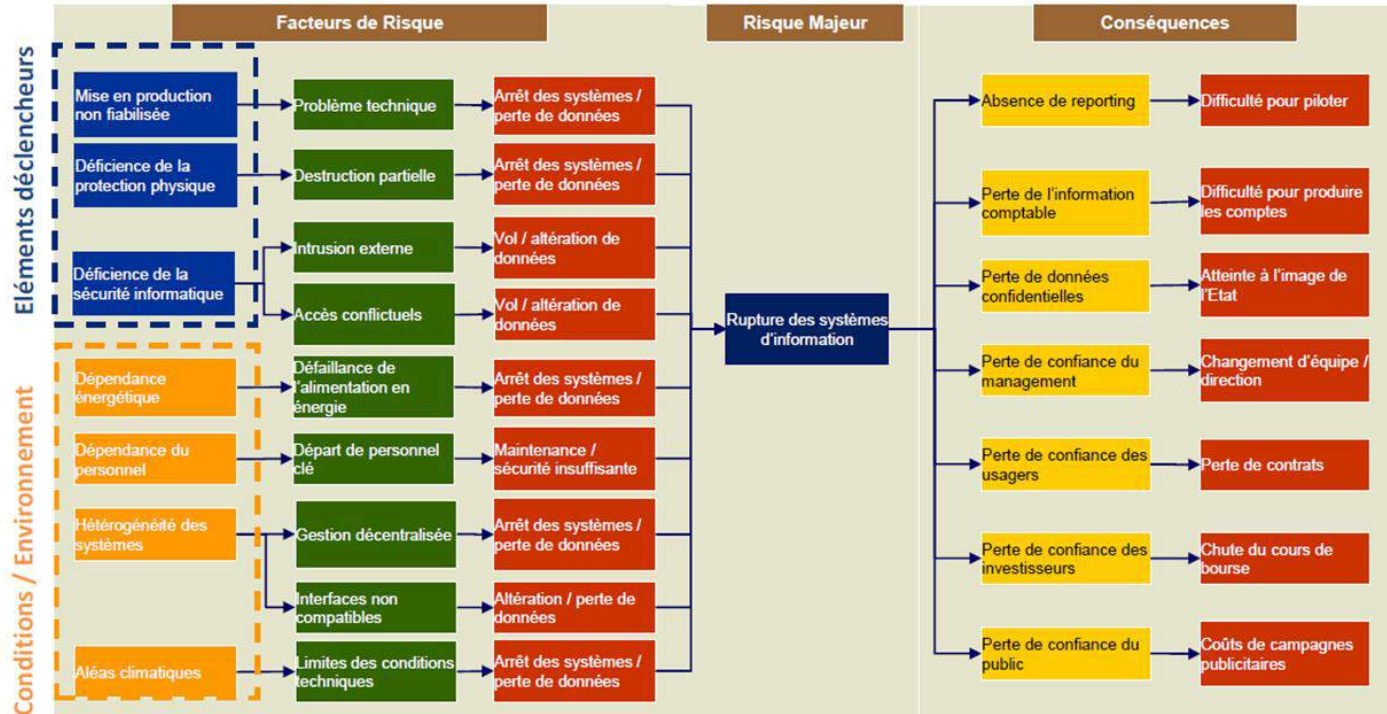 Facteurs de Risque
Risque Majeur
Conséquences
Eléments déclencheurs
Mise en production
non fiabilisée
Problème technique
Arrêt des systèmes /
perte de données
Déficience de la
protection physique
Destruction partielle
Arrêt des systèmes /
perte de données
Déficience de la
sécurité informatique
Intrusion externe
Vol / altération de
données
Accès conflictuels
Vol / altération de
données
Conditions / Environnement
Dépendance
énergétique
Défaillance de
l'alimentation en
énergie
Arrêt des systèmes /
perte de données
Dépendance du
personnel
Départ de personnel
clé
Maintenance /
sécurité insuffisante
Hétérogénéité des
systèmes
Gestion décentralisée
Arrêt des systèmes /
perte de données
Interfaces non
compatibles
Altération / perte de
données
Aléas climatiques
Limites des conditions
techniques
Arrêt des systèmes /
perte de données
Rupture des systèmes
d'information
Absence de reporting
Difficulté pour piloter
Perte de l'information
comptable
Difficulté pour produire
les comptes
Perte de données
confidentielles
Atteinte à l'image de
l'Etat
Perte de confiance du
management
Changement d'équipe /
direction
Perte de confiance des
usagers
Perte de contrats
Perte de confiance des
investisseurs
Chute du cours de
bourse
Perte de confiance du
public
Coûts de campagnes
publicitaires